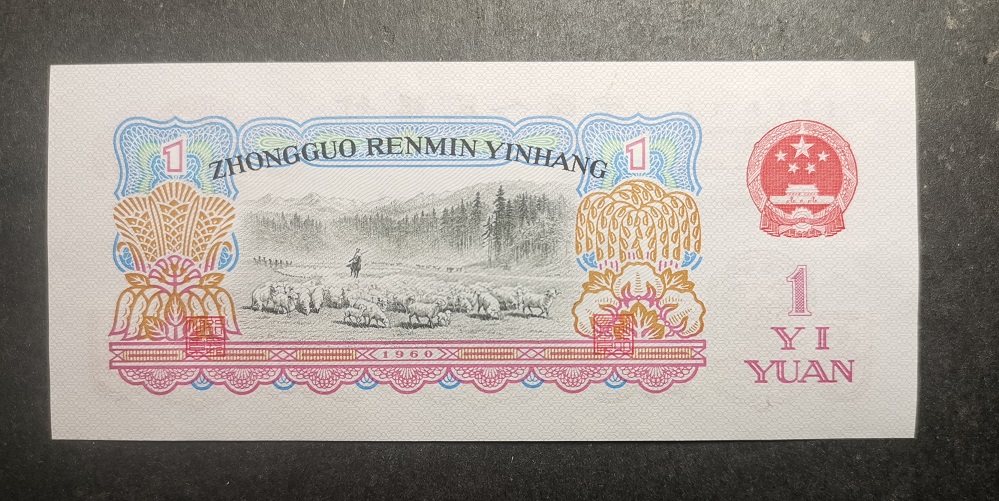 1
ZHONGGUO RENMIN YINHANG
1
1960
1
YI
YUAN